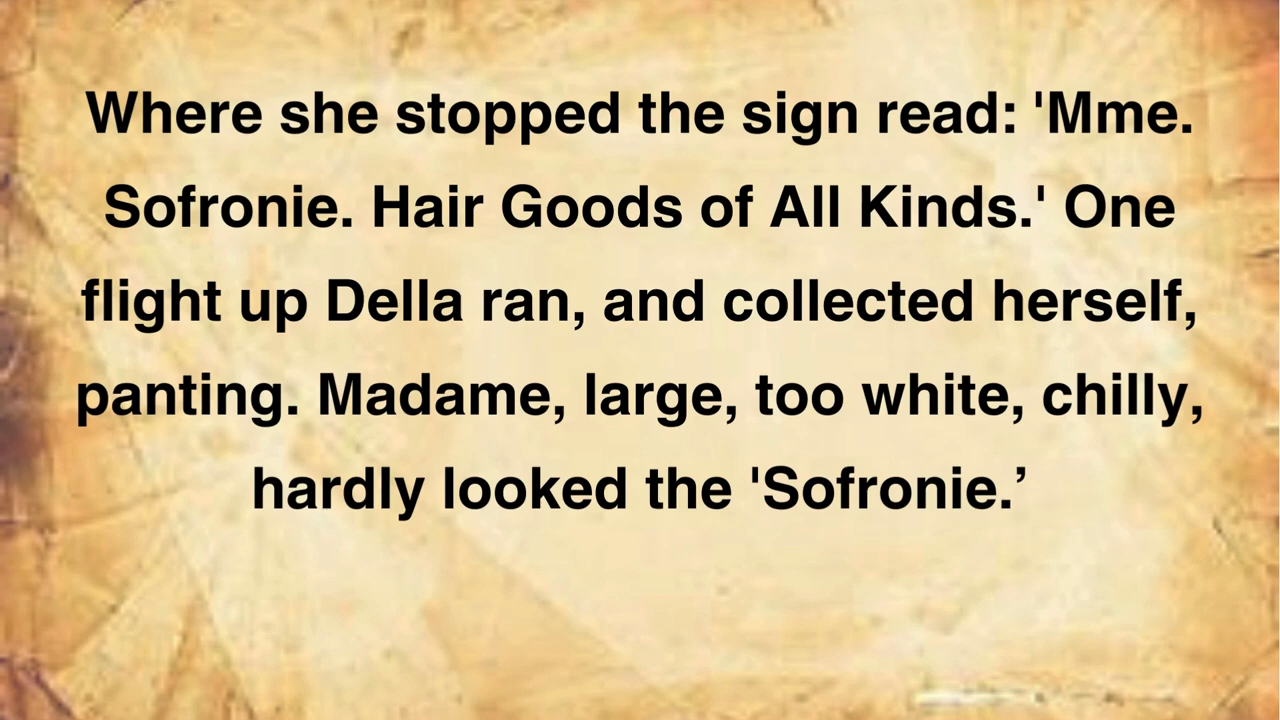 Where she stopped the sign read: 'Mme.
Sofronie. Hair Goods of All Kinds.' One
flight up Della ran, and collected herself,
panting. Madame, large, too white, chilly,
hardly looked the 'Sofronie.’